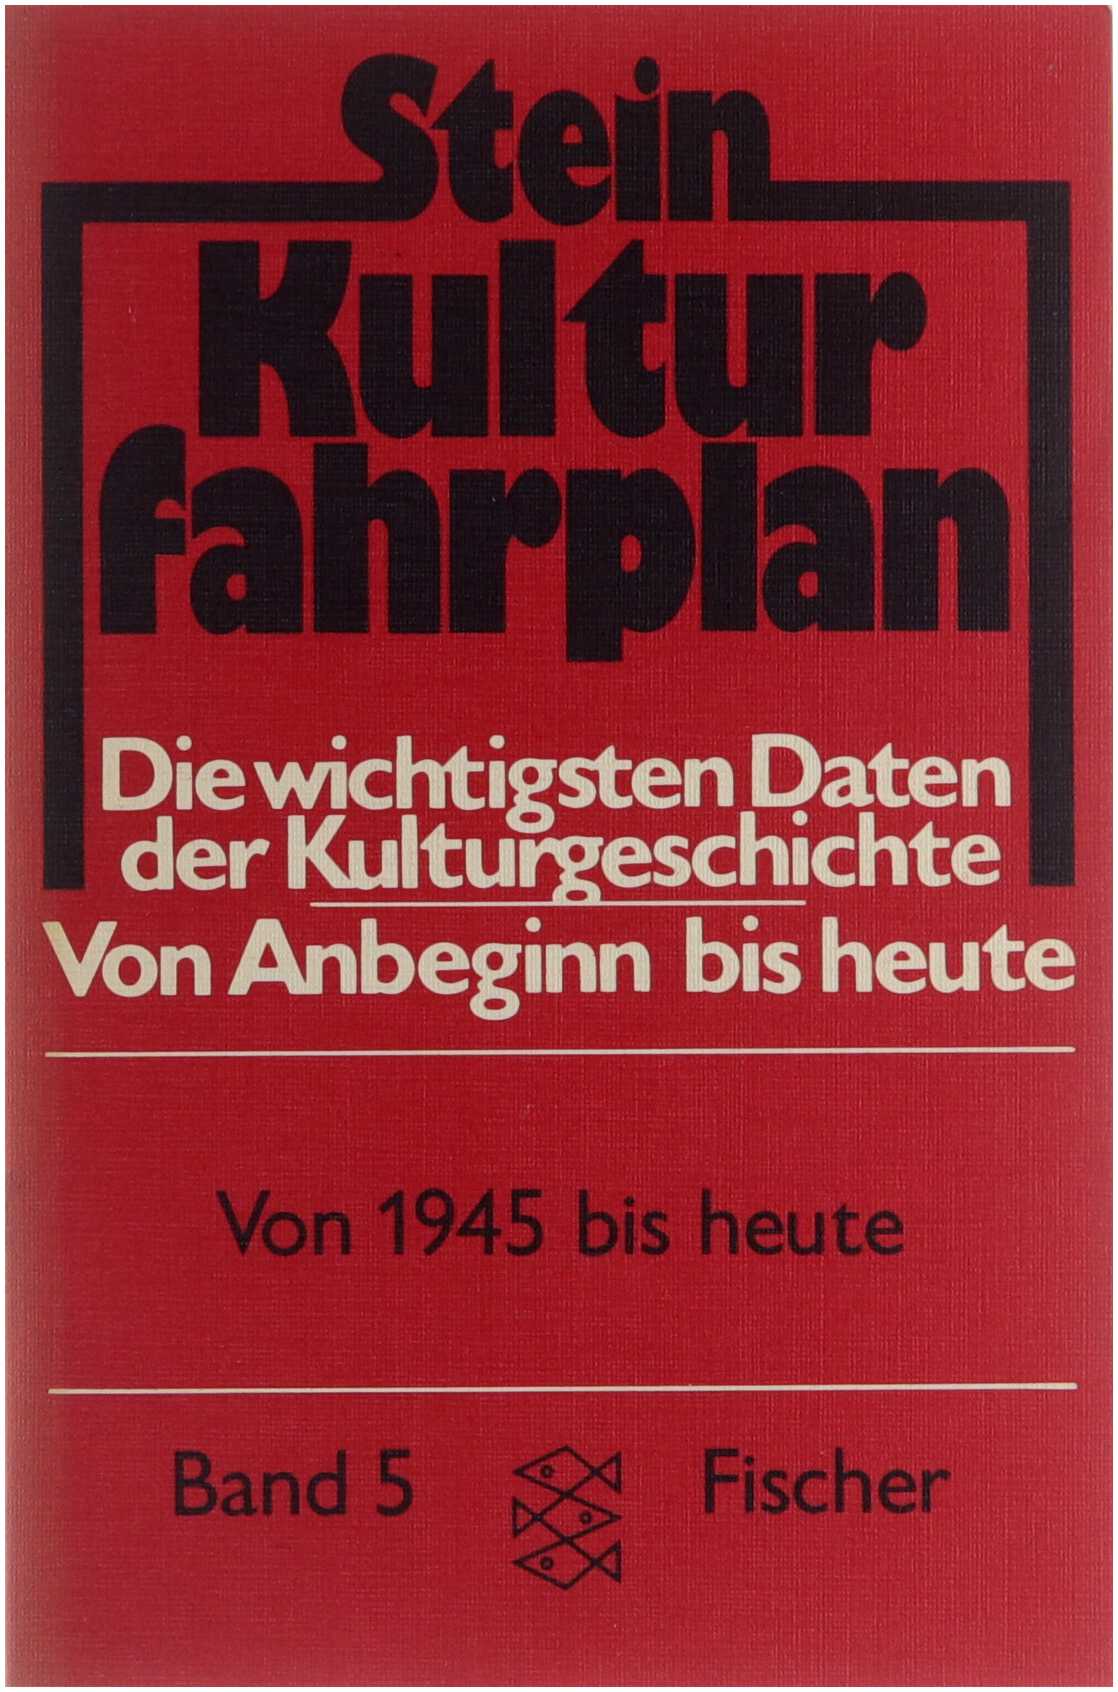 Stein
Kultur
fahrplan
Die wichtigsten Daten
der Kulturgeschichte
Von Anbeginn bis heute
Von 1945 bis heute
Band 5 Fischer